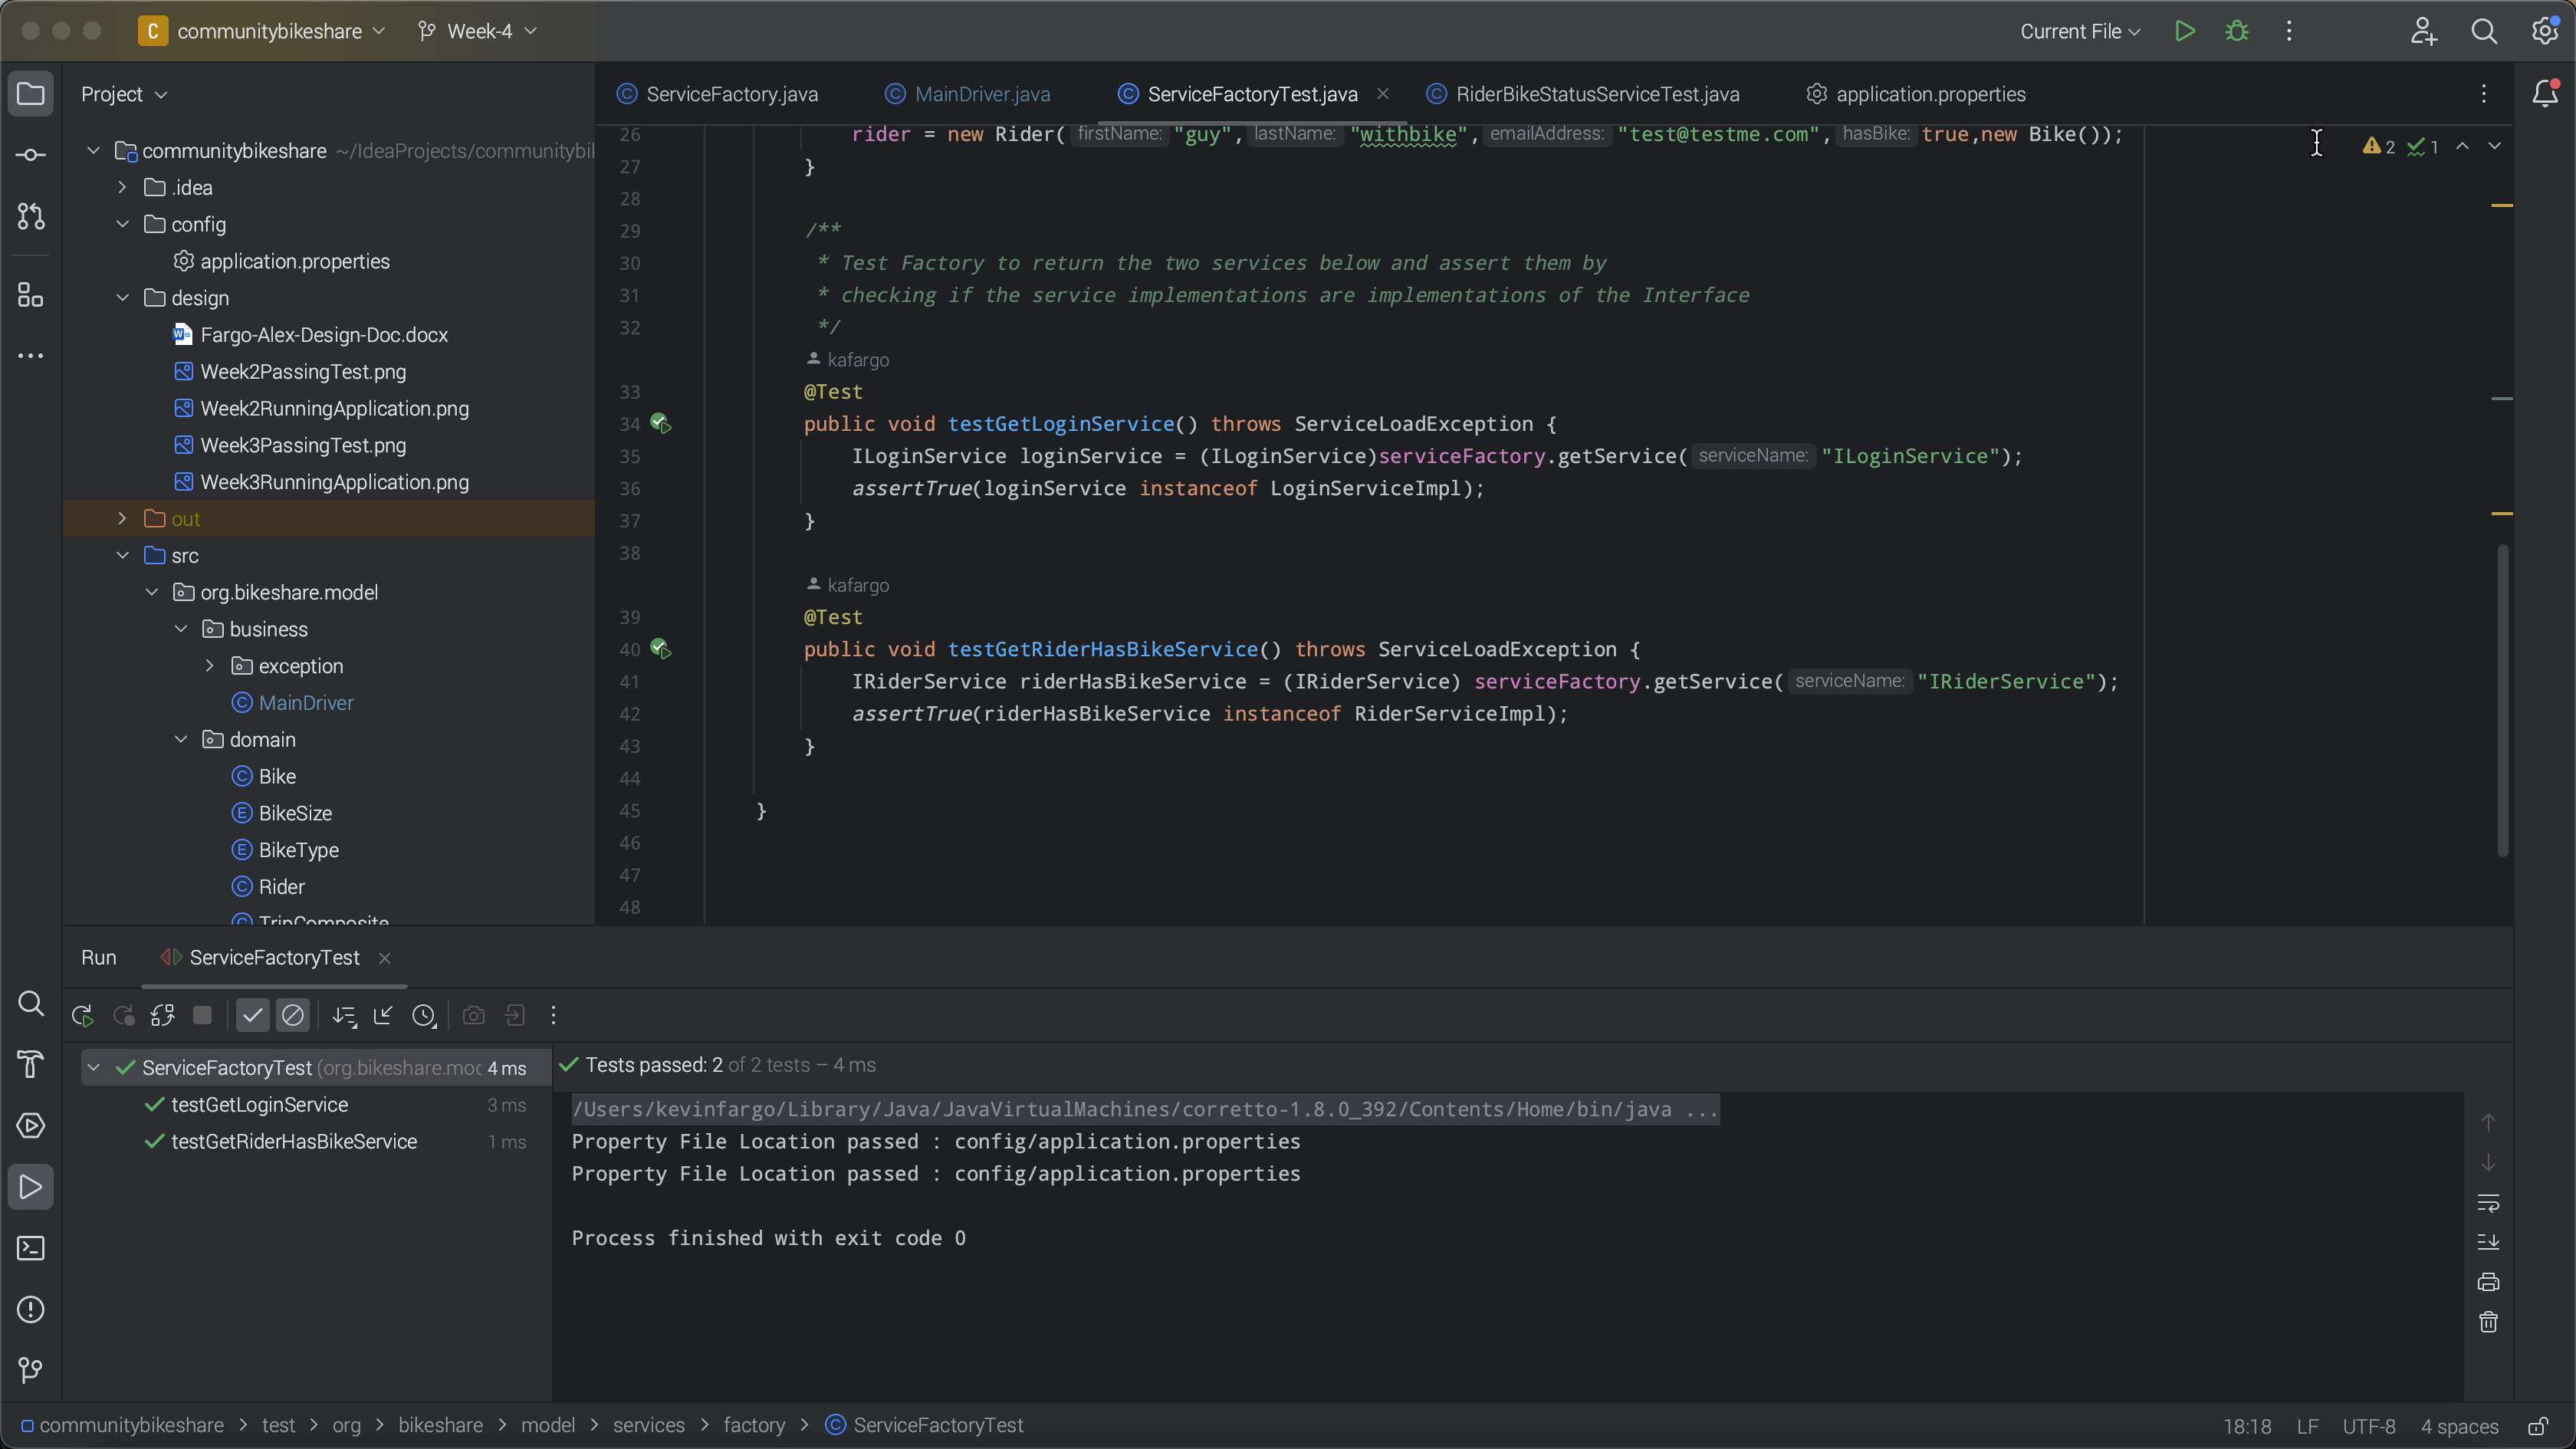 C communitybikeshare Week-4 Current File
Project
ServiceFactory.java MainDriver.java ServiceFactoryTest.java RiderBikeStatusServiceTest.java application.properties
communitybikeshare ~/IdeaProjects/communitybi
.idea
config
application.properties
design
Fargo-Alex-Design-Doc.docx
Week2PassingTest.png
Week2RunningApplication.png
Week3PassingTest.png
Week3RunningApplication.png
out
src
org.bikeshare.model
business
exception
MainDriver
domain
Bike
BikeSize
BikeType
Rider
TripComposite
26 rider = new Rider( firstName: "guy", lastName: "withbike", emailAddress: "test@testme.com", hasBike: true,new Bike());
2 1
27 }
28
29 /**
30 * Test Factory to return the two services below and assert them by
31 * checking if the service implementations are implementations of the Interface
32 */
kafargo
33 @Test
34 public void testGetLoginService() throws ServiceLoadException {
35 ILoginService loginService = (ILoginService)serviceFactory.getService( serviceName: "ILoginService");
36 assertTrue(loginService instanceof LoginServiceImpl);
37 }
38
kafargo
39 @Test
40 public void testGetRiderHasBikeService() throws ServiceLoadException {
41 IRiderService riderHasBikeService = (IRiderService) serviceFactory.getService( serviceName: "IRiderService");
42 assertTrue(riderHasBikeService instanceof RiderServiceImpl);
43 }
44
45 }
46
47
48
Run ServiceFactoryTest
ServiceFactoryTest (org.bikeshare.moc 4 ms
testGetLoginService 3 ms
testGetRiderHasBikeService 1 ms
Tests passed: 2 of 2 tests – 4 ms
/Users/kevinfargo/Library/Java/JavaVirtualMachines/corretto-1.8.0_392/Contents/Home/bin/java ...
Property File Location passed : config/application.properties
Property File Location passed : config/application.properties
Process finished with exit code 0
communitybikeshare > test > org > bikeshare > model > services > factory > ServiceFactoryTest
18:18 LF UTF-8 4 spaces